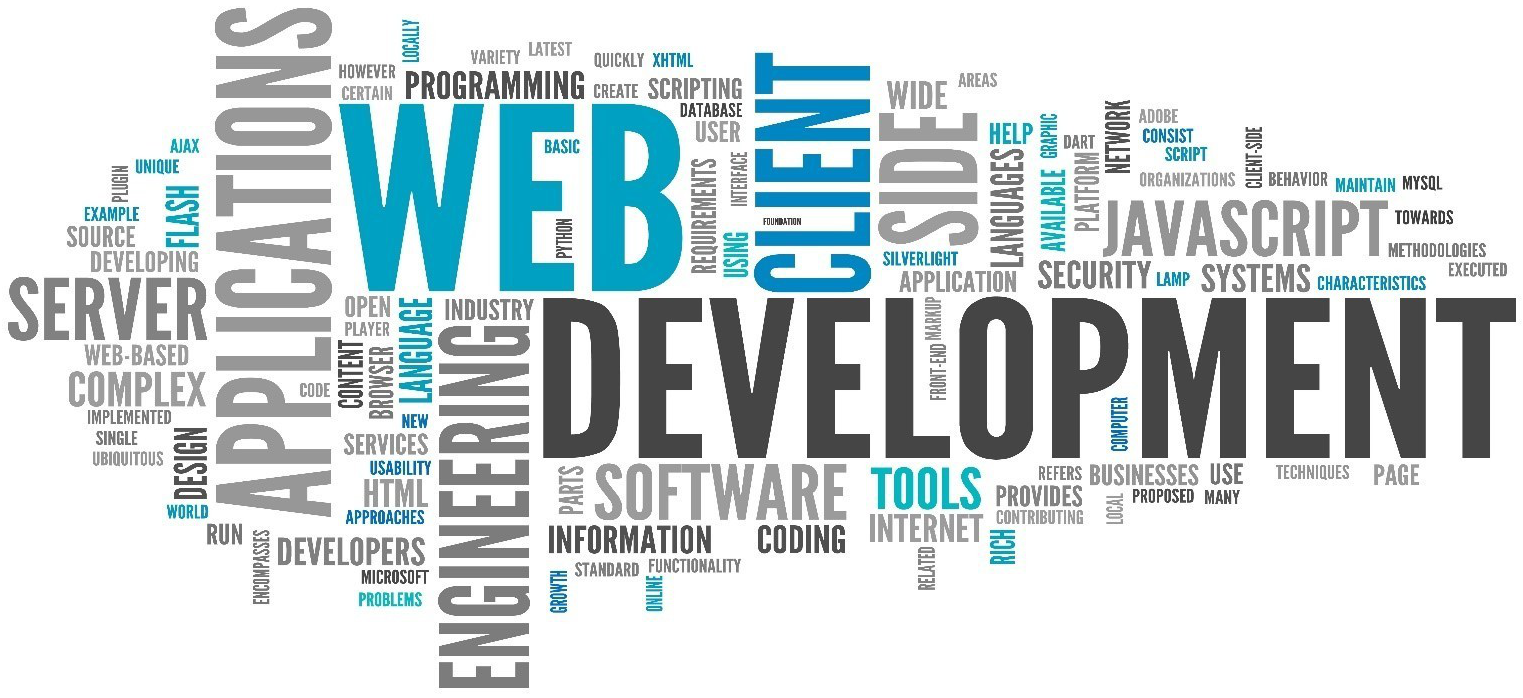 APPLICATIONS
LOCALLY
HOWEVER
CERTAIN
VARIETY
LATEST
QUICKLY
XHTML
PROGRAMMING
CREATE
SCRIPTING
DATABASE
USER
WEB
BASIC
PYTHON
REQUIREMENTS
INTERFACE
USING
CLIENT
FOUNDATION
WIDE
AREAS
SIDE
SILVERLIGHT
APPLICATION
HELP
LANGUAGES
GRAPHIC
AVAILABLE
DART
PLATFORM
NETWORK
ADOBE
CONSIST
SCRIPT
ORGANIZATIONS
CLIENT-SIDE
BEHAVIOR
MAINTAIN
MYSQL
JAVASCRIPT
TOWARDS
METHODOLOGIES
EXECUTED
SECURITY
LAMP
SYSTEMS
CHARACTERISTICS
AJAX
UNIQUE
PLUGIN
FLASH
EXAMPLE
SOURCE
DEVELOPING
SERVER
WEB-BASED
COMPLEX
IMPLEMENTED
SINGLE
UBIQUITOUS
DESIGN
WORLD
RUN
ENCOMPASSES
CODE
OPEN
PLAYER
CONTENT
BROWSER
LANGUAGE
INDUSTRY
NEW
SERVICES
USABILITY
HTML
APPROACHES
DEVELOPERS
MICROSOFT
PROBLEMS
ENGINEERING
DEVELOPMENT
MARKUP
FRONT-END
COMPUTER
PARTS
SOFTWARE
INFORMATION
CODING
GROWTH
STANDARD
FUNCTIONALITY
ONLINE
TOOLS
INTERNET
RELATED
RICH
REFERS
PROVIDES
CONTRIBUTING
BUSINESSES
USE
LOCAL
PROPOSED
MANY
TECHNIQUES
PAGE